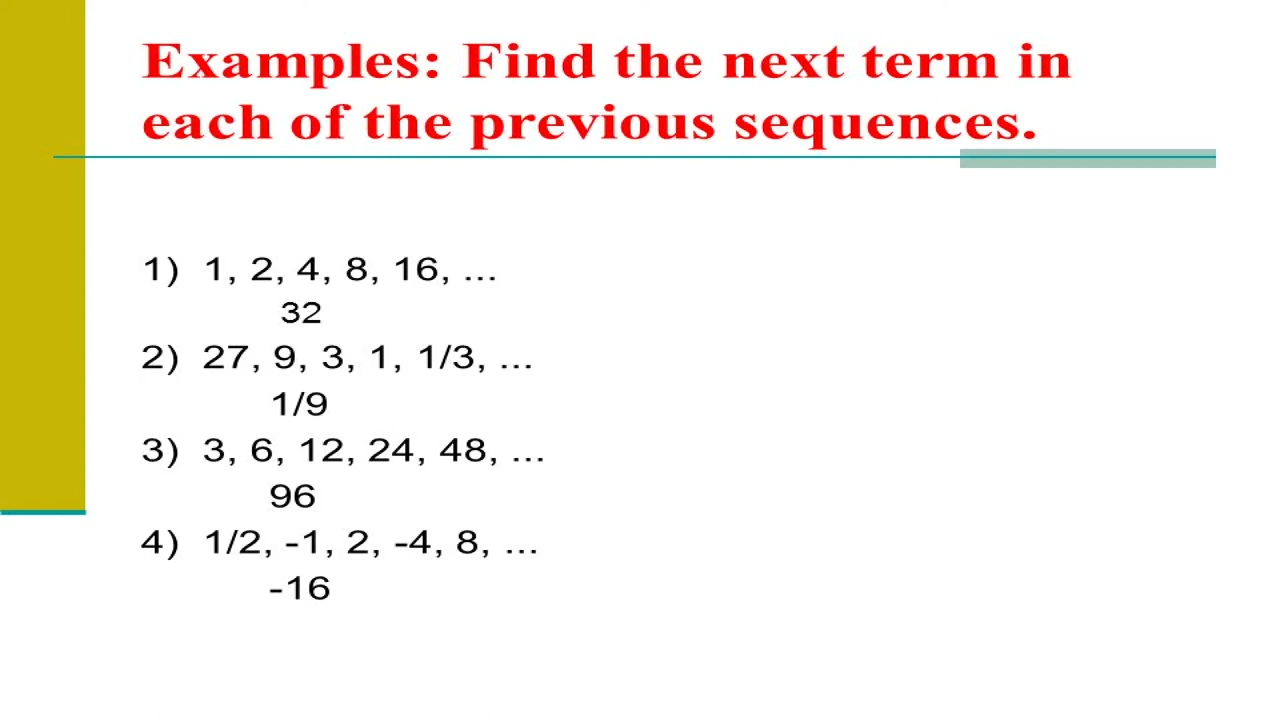 Examples: Find the next term in
each of the previous sequences.
1) 1, 2, 4, 8, 16, ...
32
2) 27, 9, 3, 1, 1/3, ...
1/9
3) 3, 6, 12, 24, 48, ...
96
4) 1/2, -1, 2, -4, 8, ...
-16